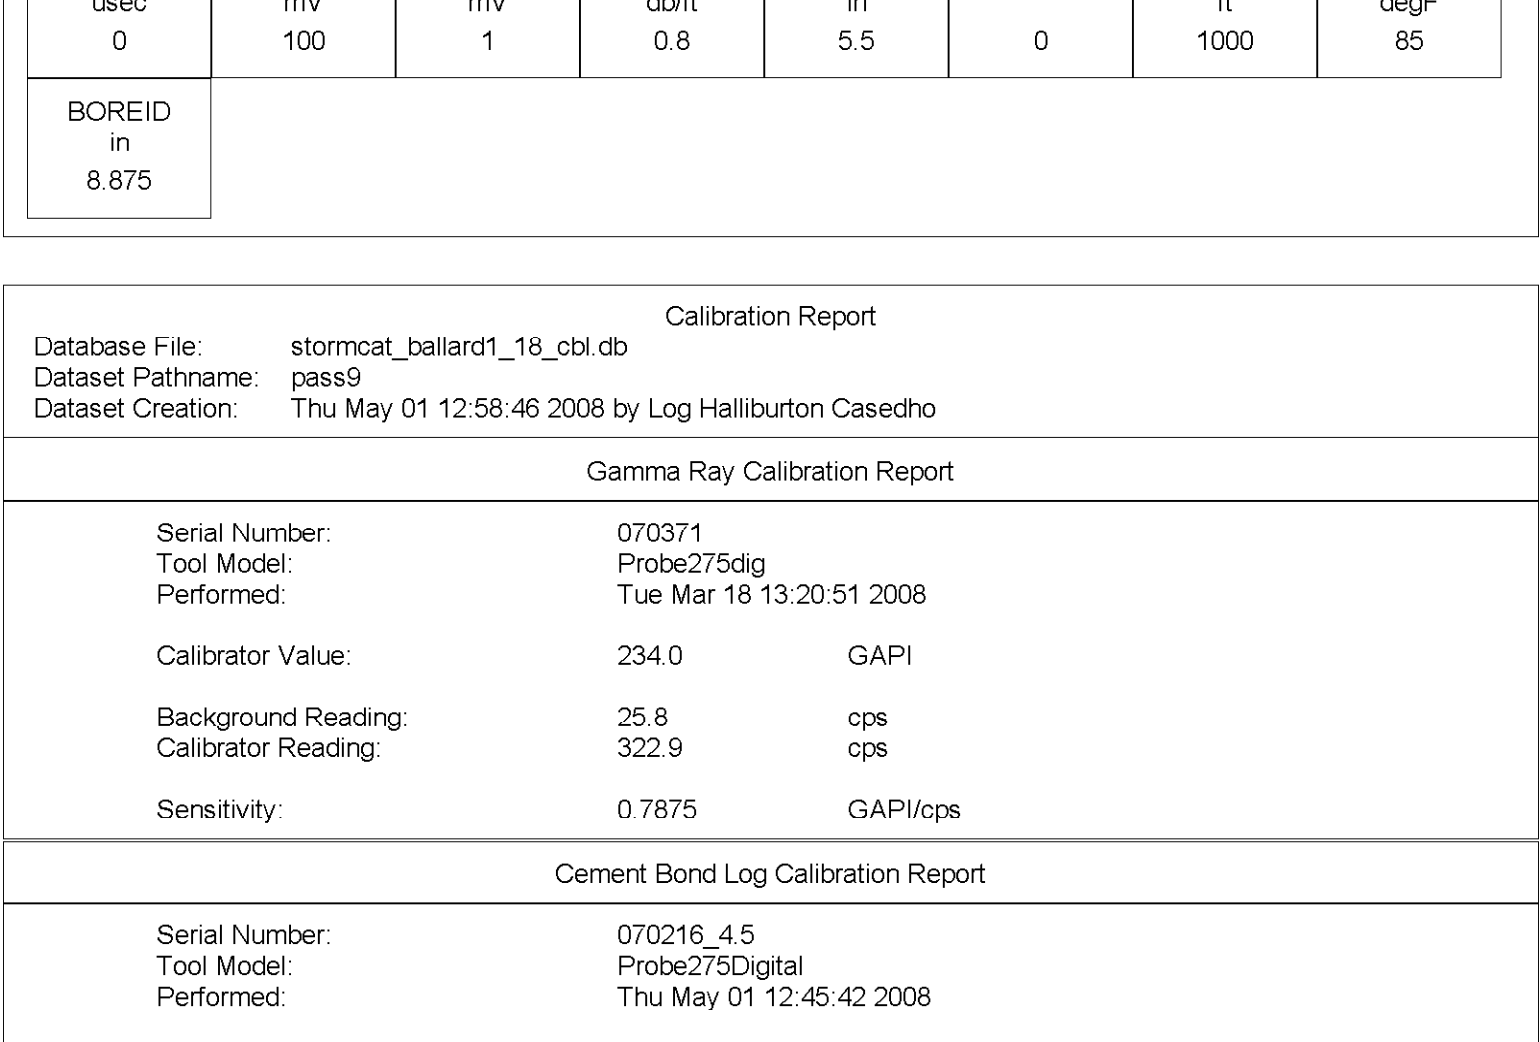 usec mV mV db/ft in ft degF
0 100 1 0.8 5.5 0 1000 85
BOREID
in
8.875
Calibration Report
Database File: stormcat_ballard1_18_cbl.db
Dataset Pathname: pass9
Dataset Creation: Thu May 01 12:58:46 2008 by Log Halliburton Casedho
Gamma Ray Calibration Report
Serial Number: 070371
Tool Model: Probe275dig
Performed: Tue Mar 18 13:20:51 2008
Calibrator Value: 234.0 GAPI
Background Reading: 25.8 cps
Calibrator Reading: 322.9 cps
Sensitivity: 0.7875 GAPI/cps
Cement Bond Log Calibration Report
Serial Number: 070216_4.5
Tool Model: Probe275Digital
Performed: Thu May 01 12:45:42 2008